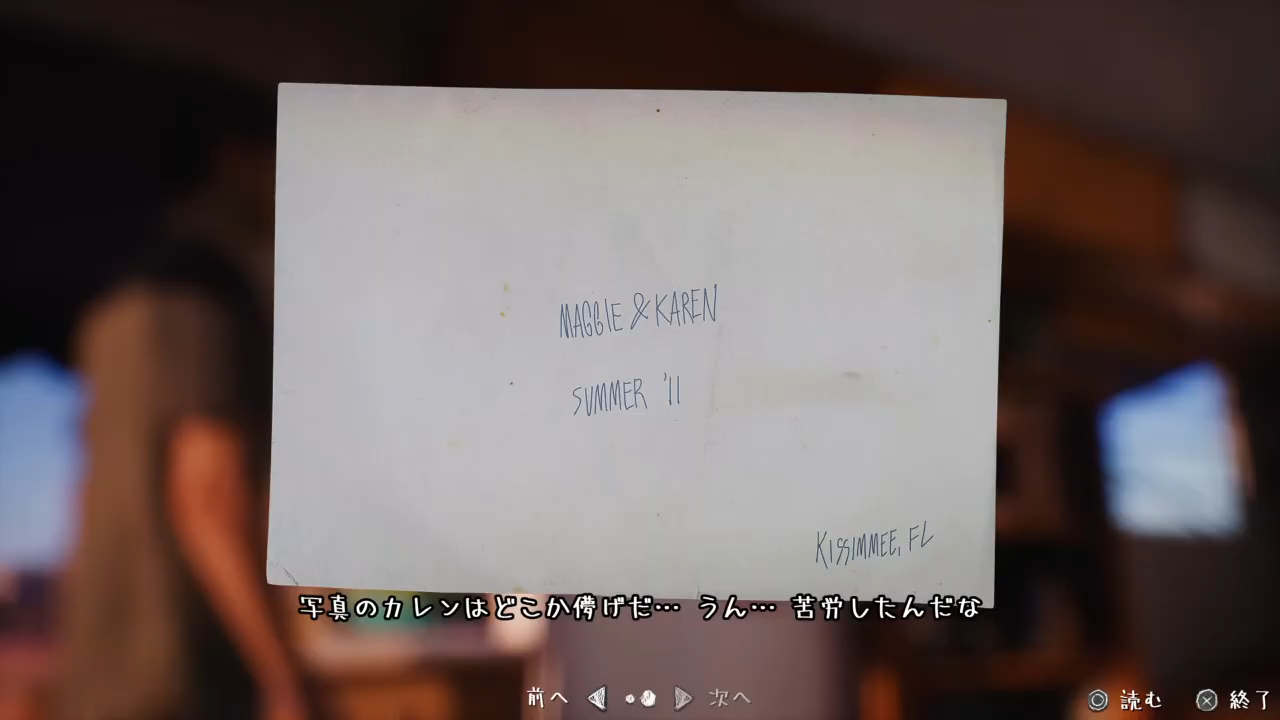 MAGGIE & KAREN
SUMMER '11
KISSIMMEE, FL
写真のカレンはどこか儚げだ… うん… 苦労したんだな
前へ 次へ
読む 終了